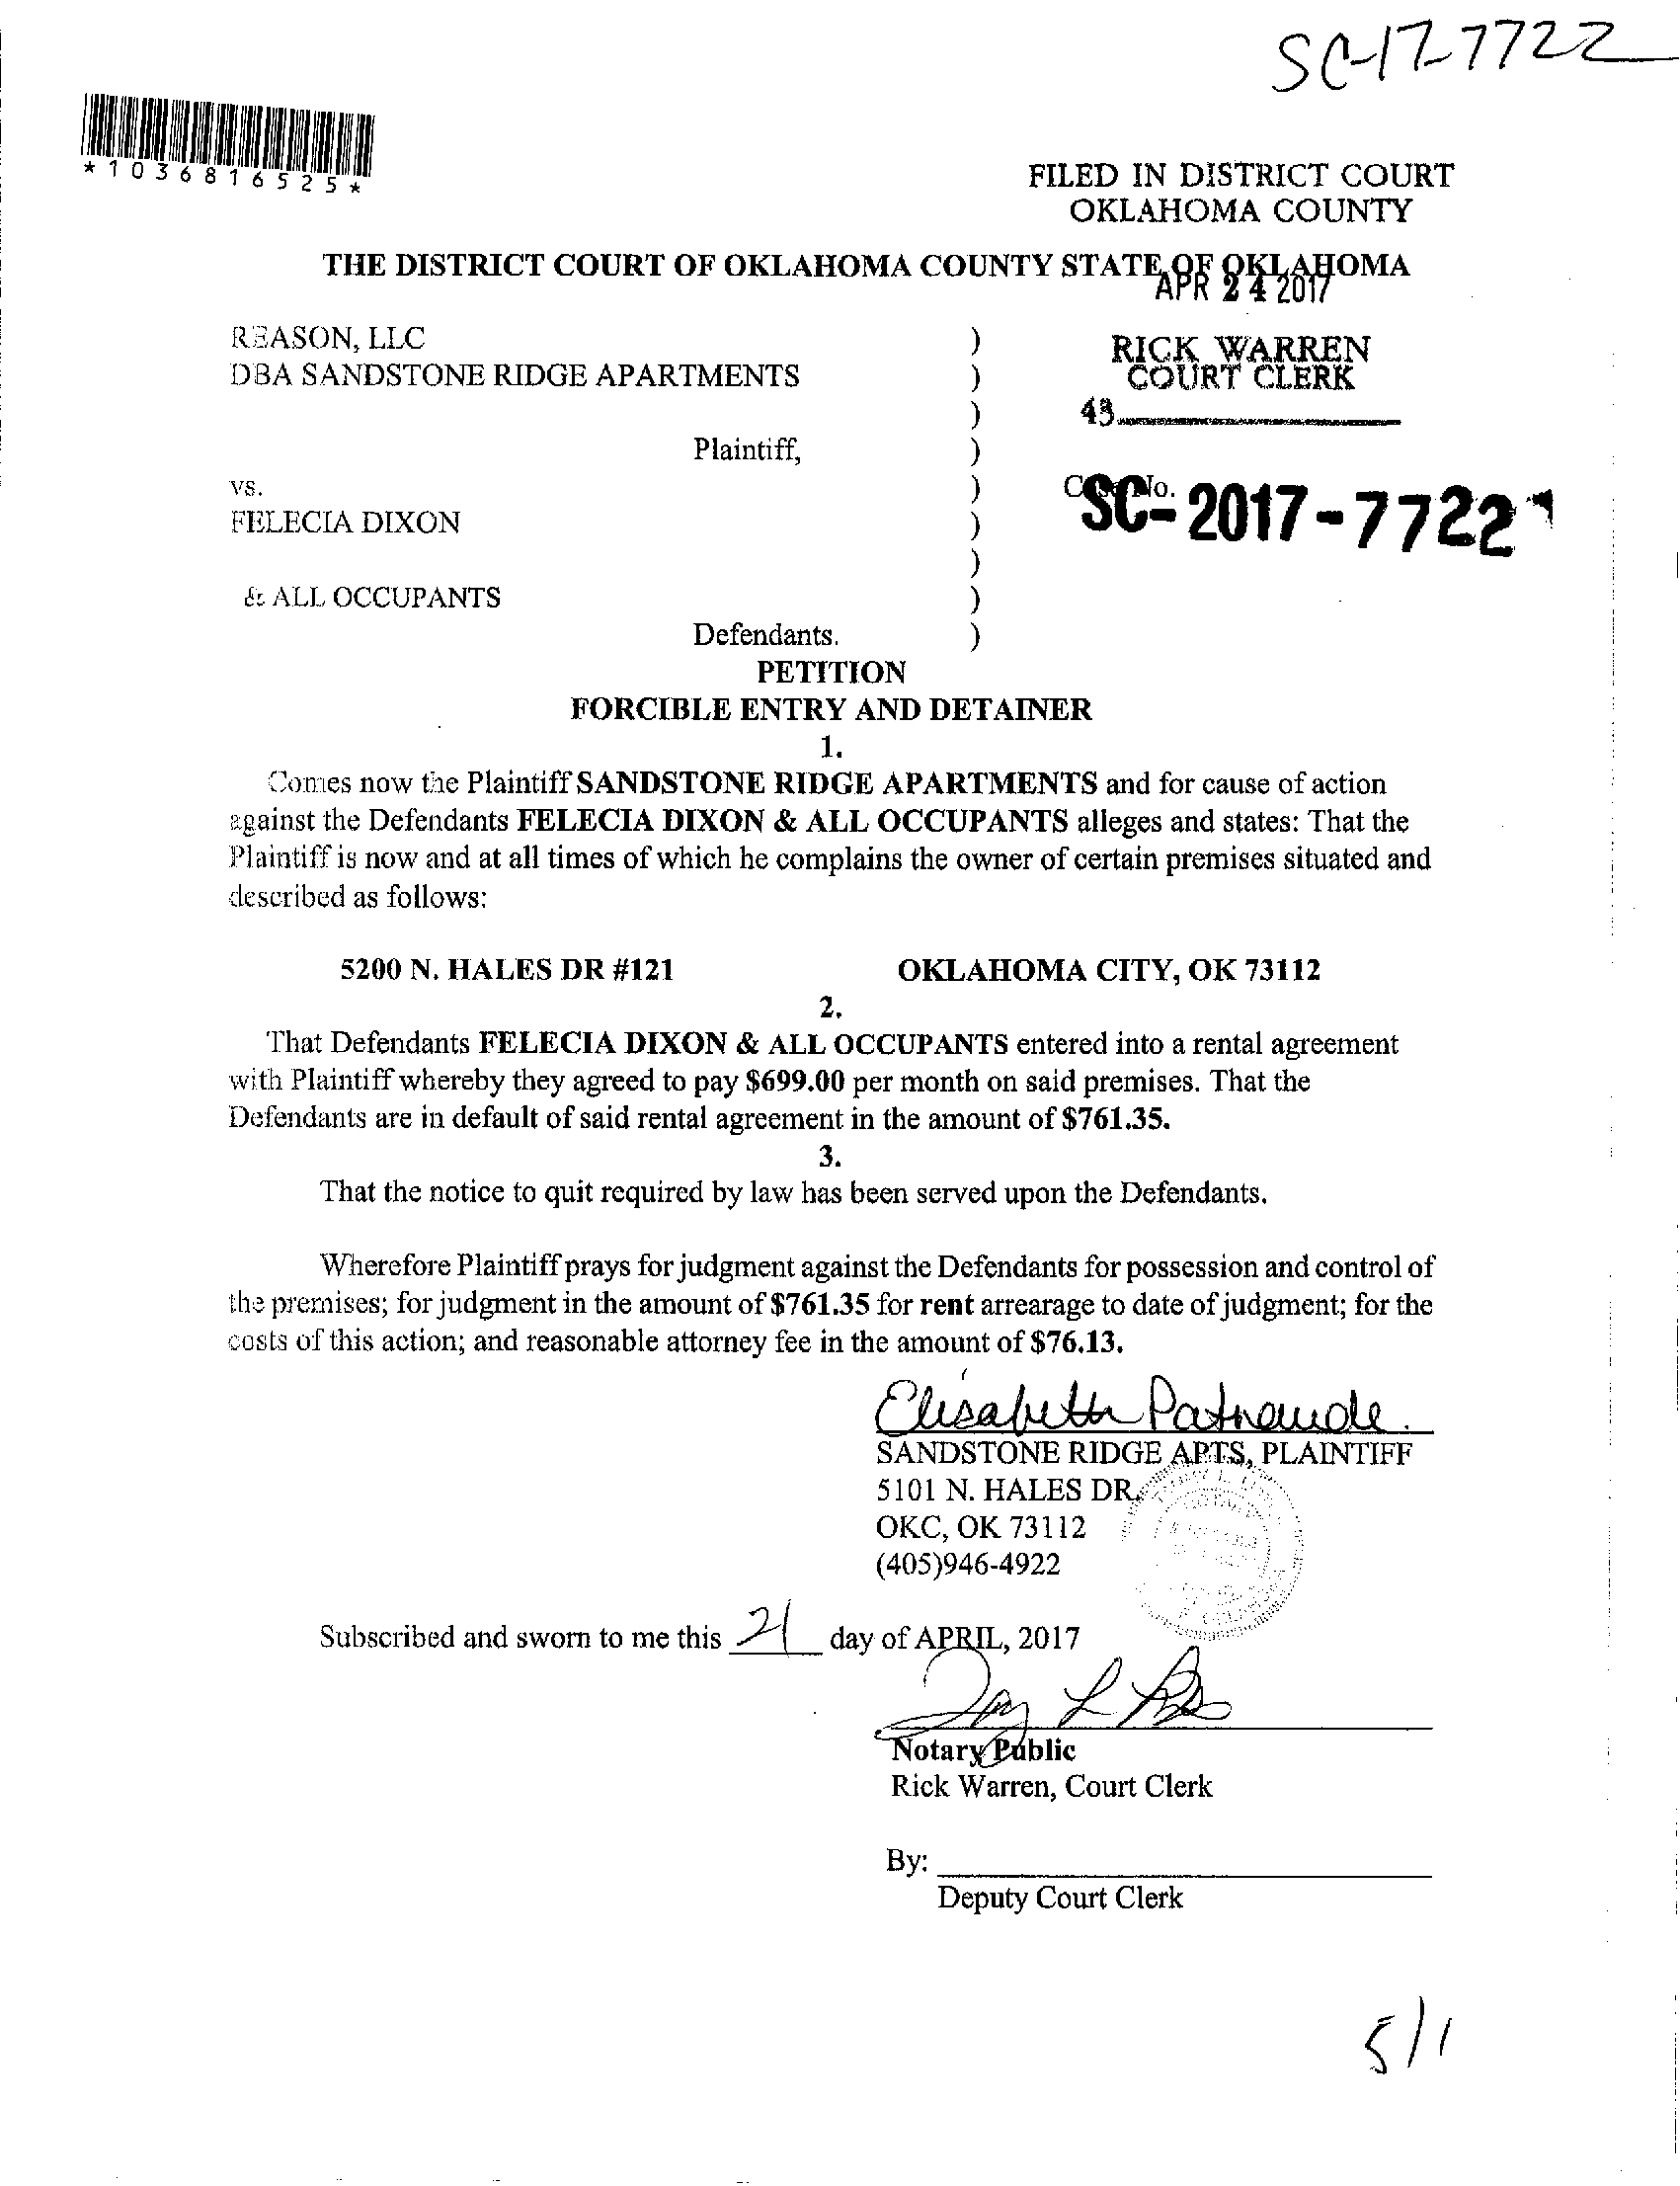 SC-17-7722
*1036816525*
FILED IN DISTRICT COURT
OKLAHOMA COUNTY
THE DISTRICT COURT OF OKLAHOMA COUNTY STATE OF OKLAHOMA
APR 24 2017
REASON, LLC )
DBA SANDSTONE RIDGE APARTMENTS )
RICK WARREN
COURT CLERK
)
43
Plaintiff, )
vs. )
Case No.
SC-2017-7722
FELECIA DIXON )
)
& ALL OCCUPANTS )
Defendants. )
PETITION
FORCIBLE ENTRY AND DETAINER
1.
Comes now the Plaintiff SANDSTONE RIDGE APARTMENTS and for cause of action
against the Defendants FELECIA DIXON & ALL OCCUPANTS alleges and states: That the
Plaintiff is now and at all times of which he complains the owner of certain premises situated and
described as follows:
5200 N. HALES DR #121 OKLAHOMA CITY, OK 73112
2.
That Defendants FELECIA DIXON & ALL OCCUPANTS entered into a rental agreement
with Plaintiff whereby they agreed to pay $699.00 per month on said premises. That the
Defendants are in default of said rental agreement in the amount of $761.35.
3.
That the notice to quit required by law has been served upon the Defendants.
Wherefore Plaintiff prays for judgment against the Defendants for possession and control of
the premises; for judgment in the amount of $761.35 for rent arrearage to date of judgment; for the
costs of this action; and reasonable attorney fee in the amount of $76.13.
Elisabeth Patnaude
SANDSTONE RIDGE APTS, PLAINTIFF
5101 N. HALES DR.
OKC, OK 73112
(405)946-4922
Subscribed and sworn to me this 21 day of APRIL, 2017
Notary Public
Rick Warren, Court Clerk
By:
Deputy Court Clerk
5/1